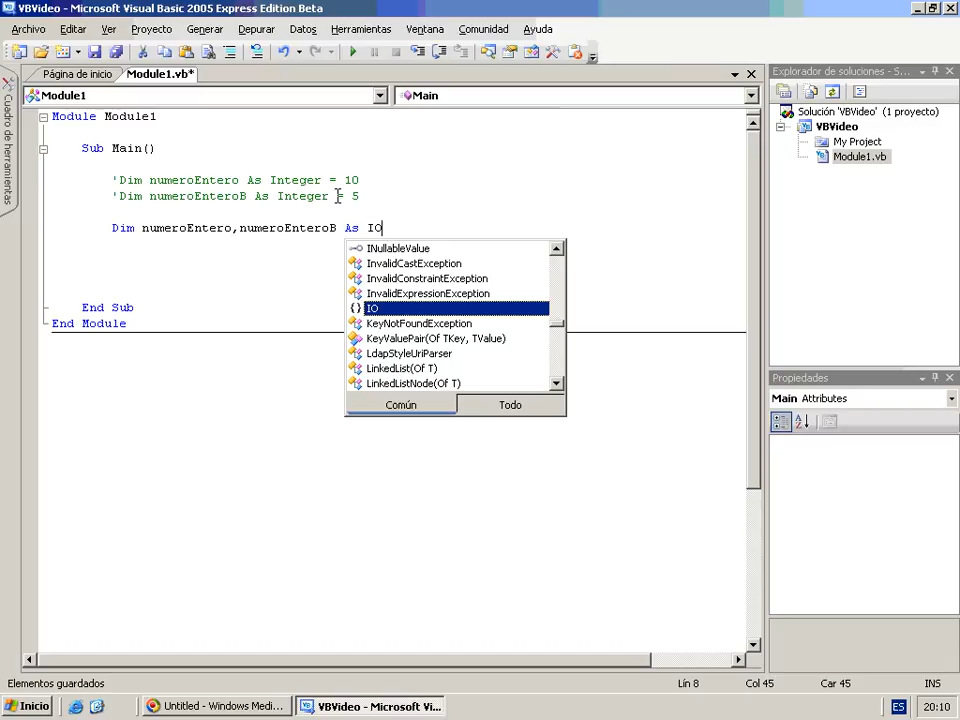 VBVideo - Microsoft Visual Basic 2005 Express Edition Beta
Archivo Editar Ver Proyecto Generar Depurar Datos Herramientas Ventana Comunidad Ayuda
Página de inicio Module1.vb*
Module1 Main
Cuadro de herramientas
Module Module1
Sub Main()
'Dim numeroEntero As Integer = 10
'Dim numeroEnteroB As Integer = 5
Dim numeroEntero,numeroEnteroB As IO
INullableValue
InvalidCastException
InvalidConstraintException
InvalidExpressionException
{} IO
KeyNotFoundException
KeyValuePair(Of TKey, TValue)
LdapStyleUriParser
LinkedList(Of T)
LinkedListNode(Of T)
Común Todo
End Sub
End Module
Explorador de soluciones - S...
Solución 'VBVideo' (1 proyecto)
VBVideo
My Project
Module1.vb
Propiedades
Main Attributes
Elementos guardados Lín 8 Col 45 Car 45 INS
Inicio Untitled - Windows Medi... VBVideo - Microsoft Vi... ES 20:10